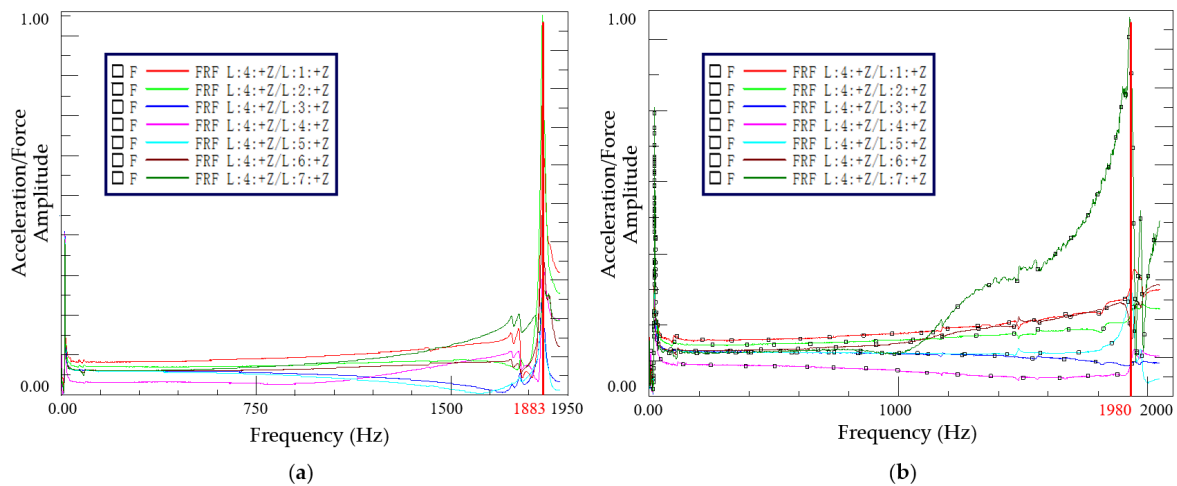 1.00
Acceleration/Force
Amplitude
F FRF L:4:+Z/L:1:+Z
F FRF L:4:+Z/L:2:+Z
F FRF L:4:+Z/L:3:+Z
F FRF L:4:+Z/L:4:+Z
F FRF L:4:+Z/L:5:+Z
F FRF L:4:+Z/L:6:+Z
F FRF L:4:+Z/L:7:+Z
0.00
0.00 750 1500 1883 1950
Frequency (Hz)
(a)
1.00
Acceleration/Force
Amplitude
F FRF L:4:+Z/L:1:+Z
F FRF L:4:+Z/L:2:+Z
F FRF L:4:+Z/L:3:+Z
F FRF L:4:+Z/L:4:+Z
F FRF L:4:+Z/L:5:+Z
F FRF L:4:+Z/L:6:+Z
F FRF L:4:+Z/L:7:+Z
0.00
0.00 1000 1980 2000
Frequency (Hz)
(b)